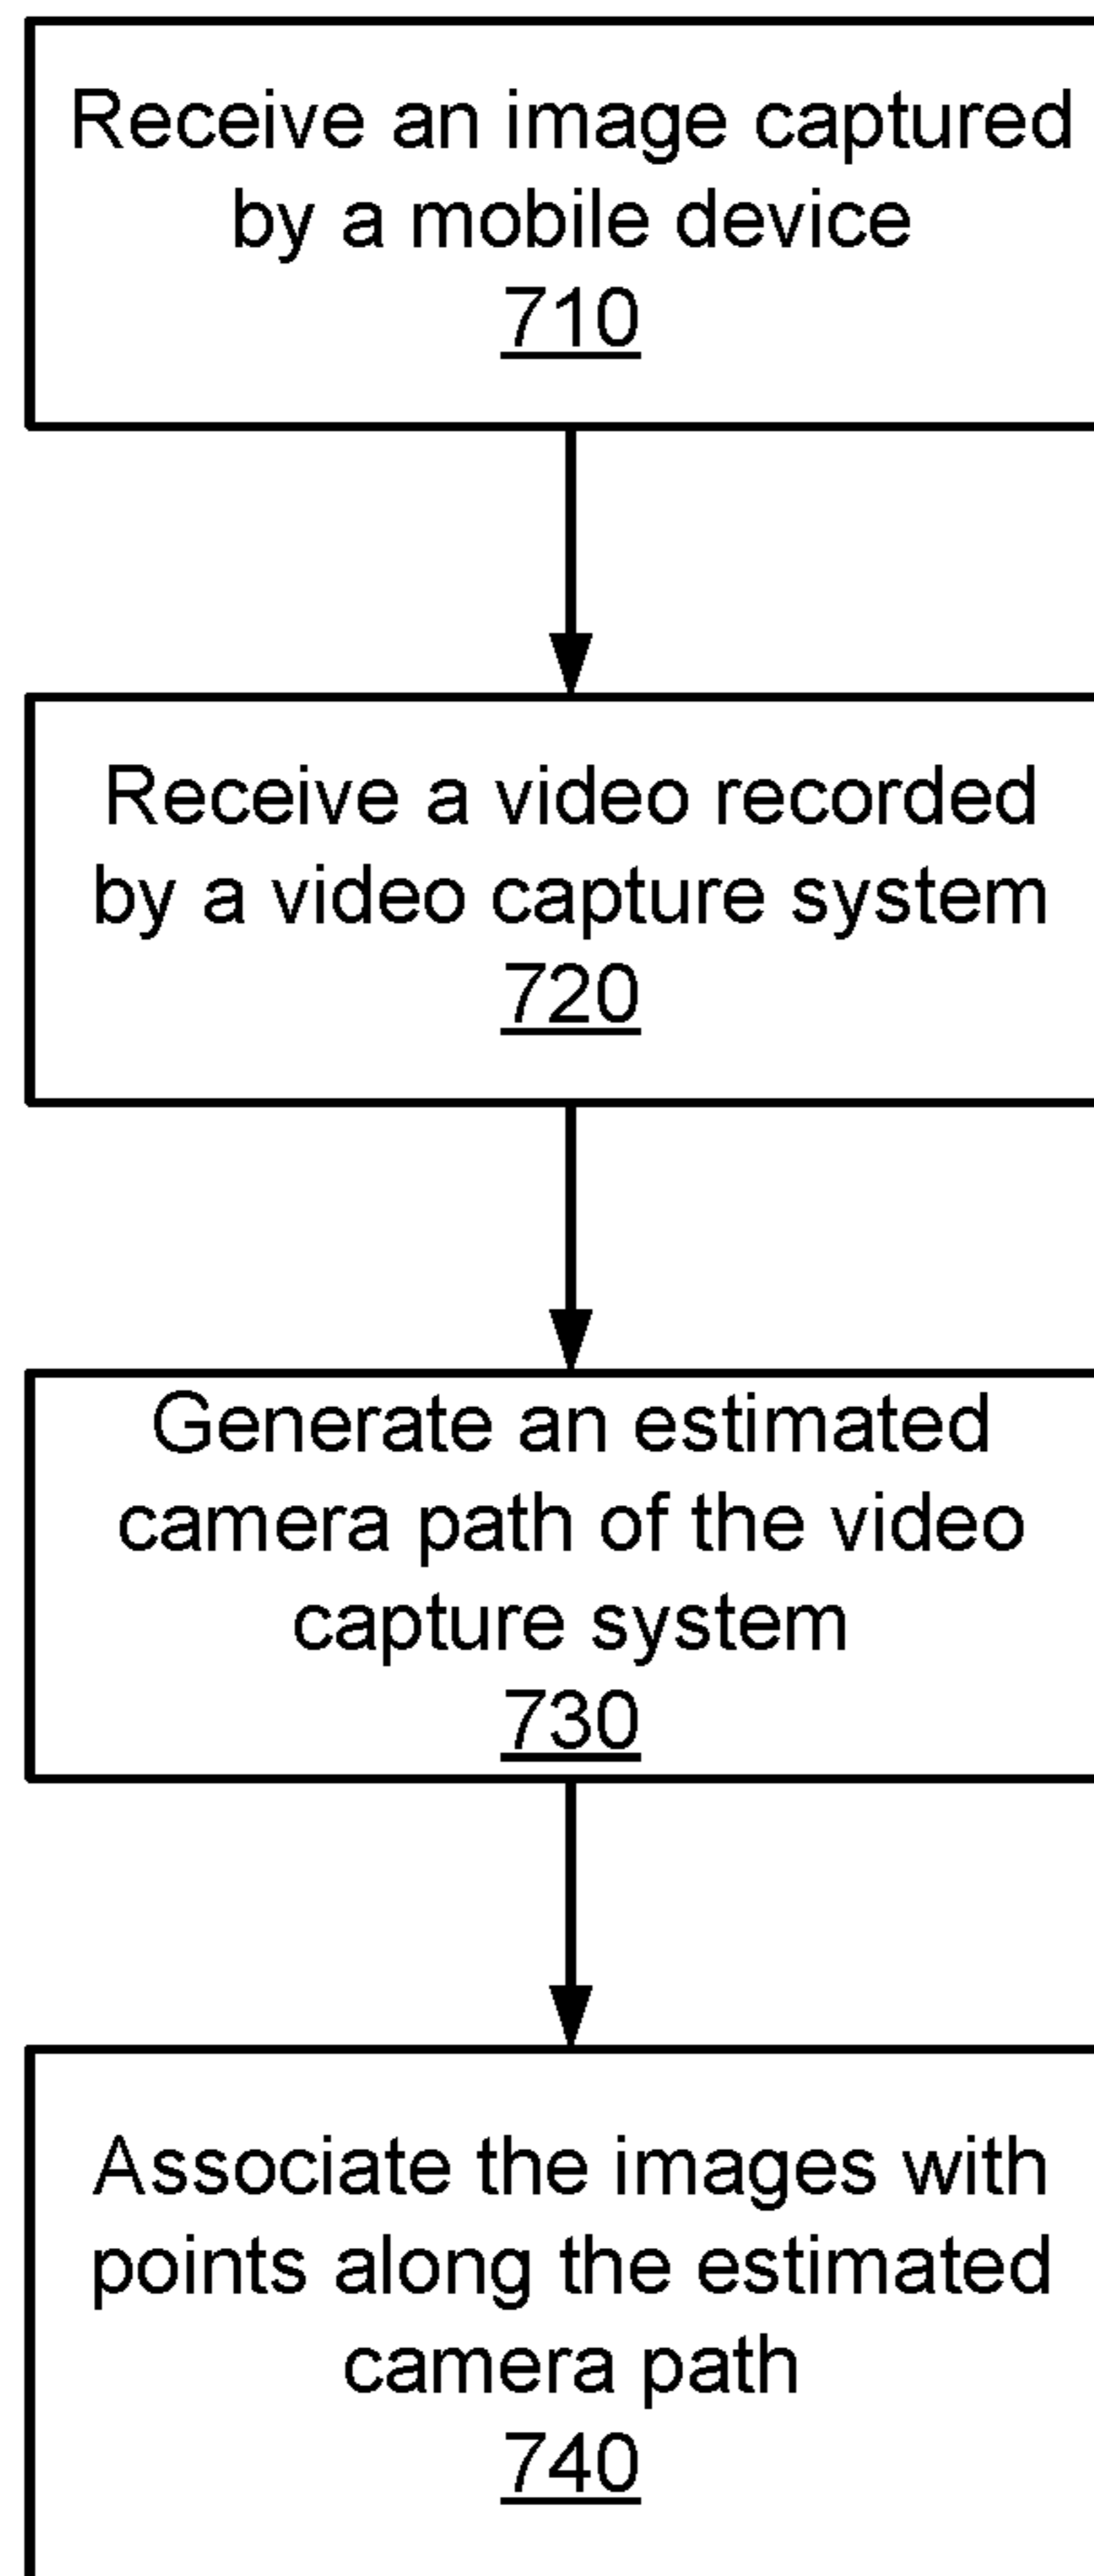 Receive an image captured
by a mobile device
710
Receive a video recorded
by a video capture system
720
Generate an estimated
camera path of the video
capture system
730
Associate the images with
points along the estimated
camera path
740